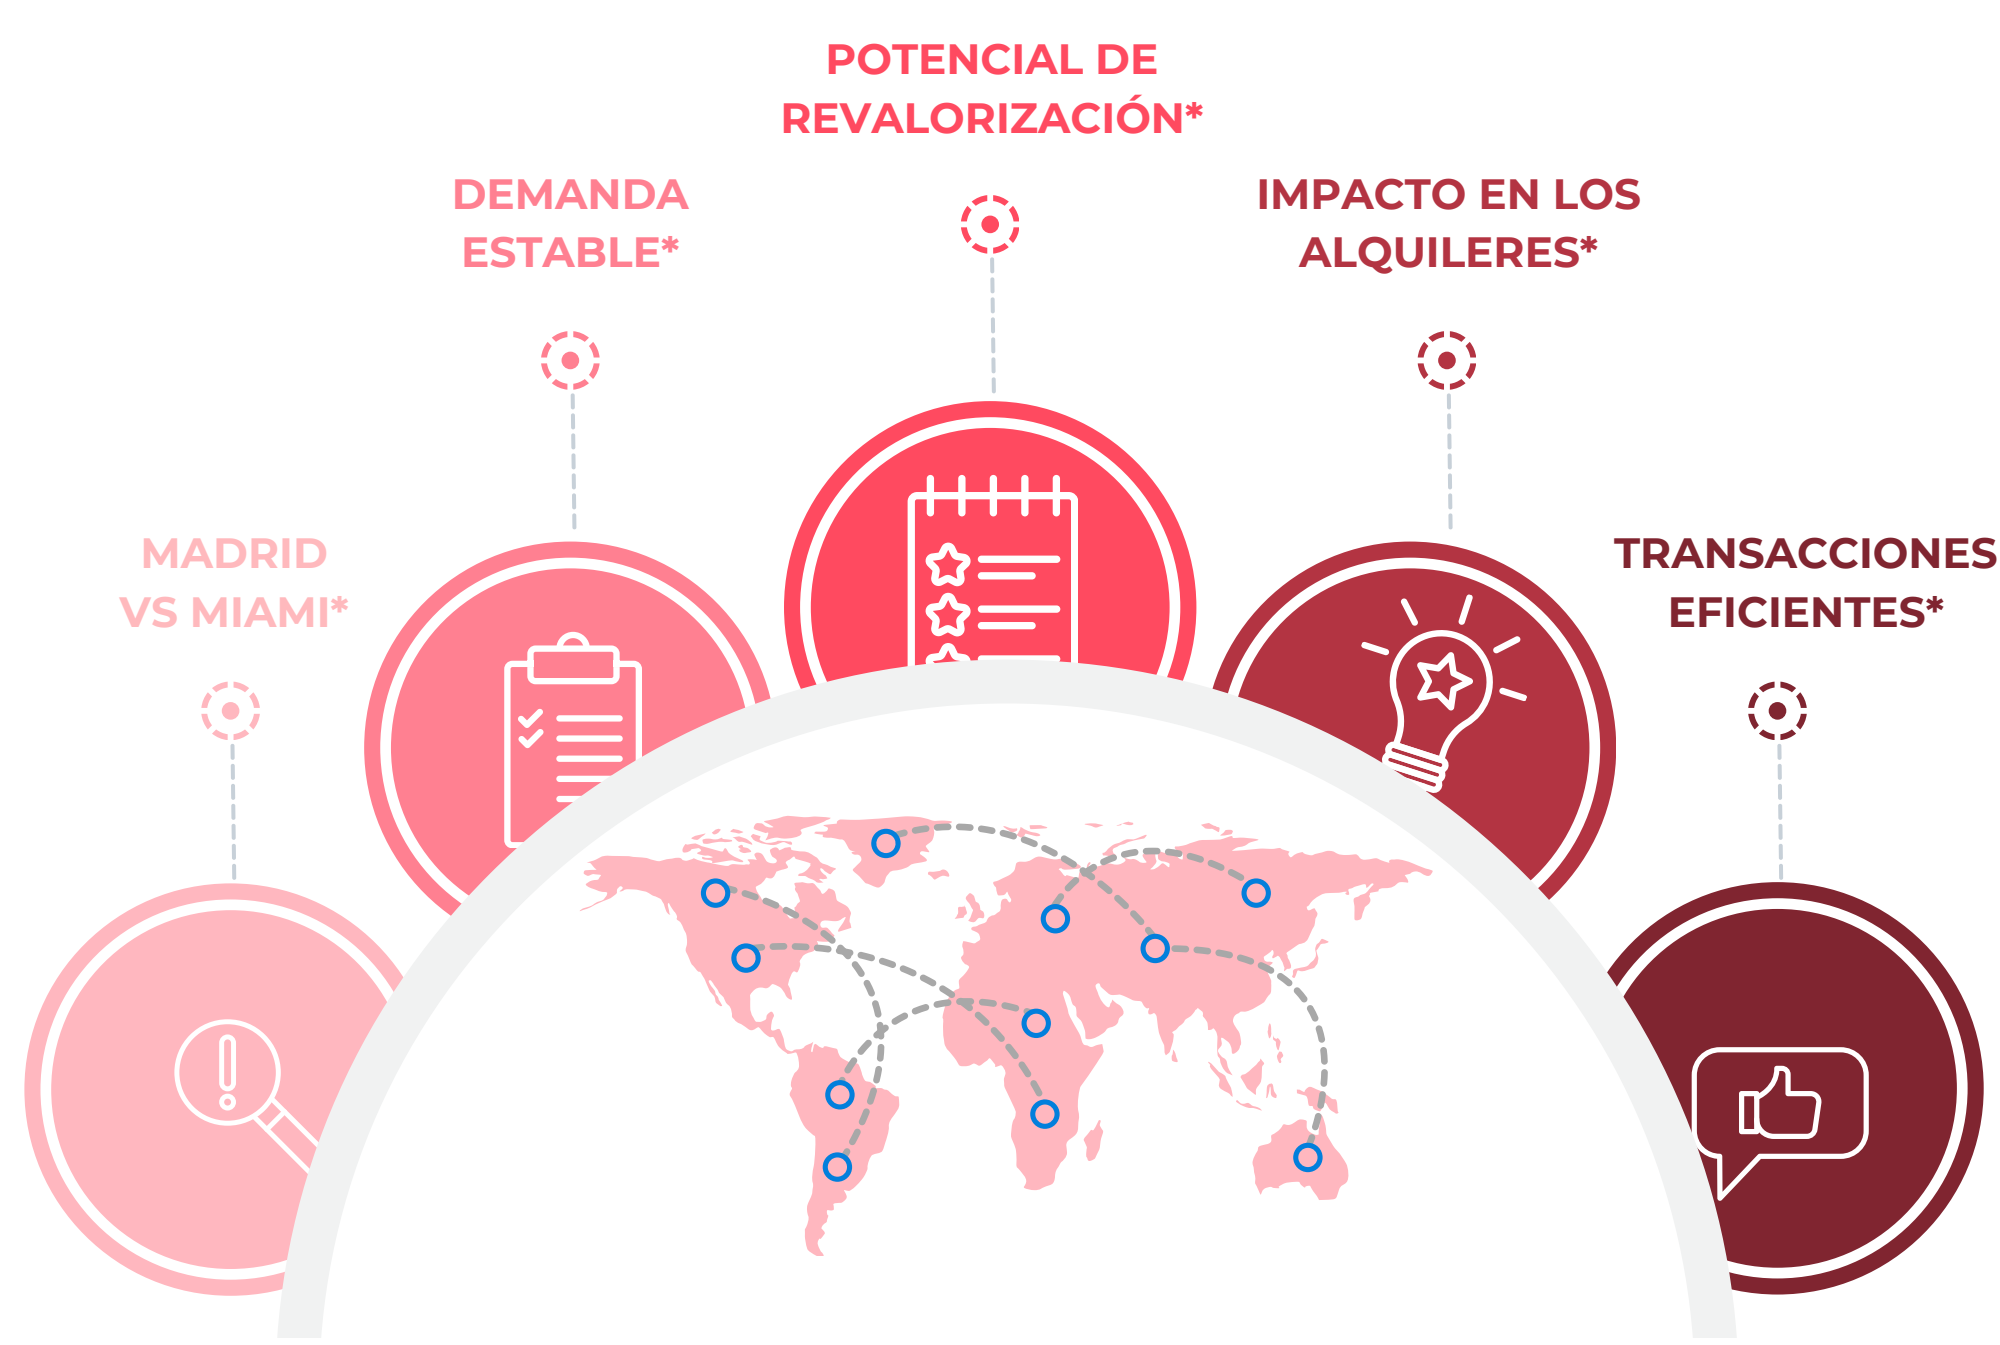 POTENCIAL DE
REVALORIZACIÓN*
DEMANDA
ESTABLE*
IMPACTO EN LOS
ALQUILERES*
MADRID
VS MIAMI*
TRANSACCIONES
EFICIENTES*